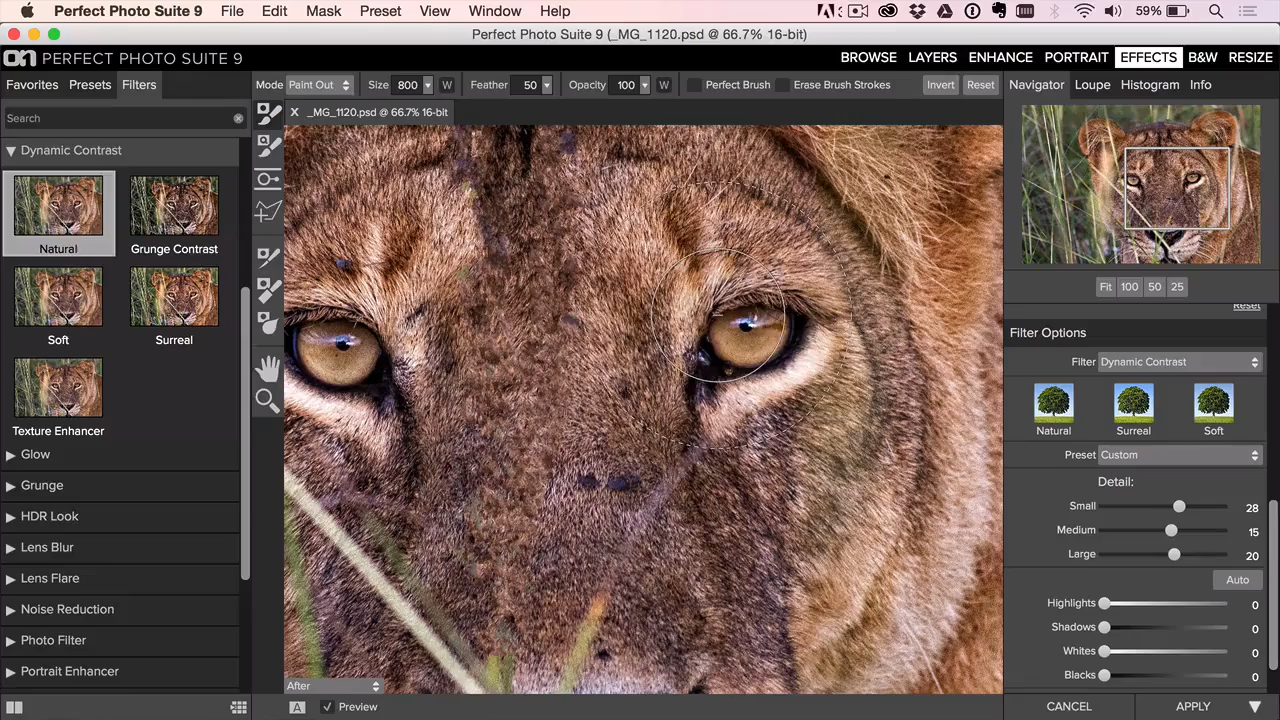 Perfect Photo Suite 9 File Edit Mask Preset View Window Help 59%
Perfect Photo Suite 9 (_MG_1120.psd @ 66.7% 16-bit)
on PERFECT PHOTO SUITE 9 BROWSE LAYERS ENHANCE PORTRAIT EFFECTS B&W RESIZE
Favorites Presets Filters Mode Paint Out Size 800 W Feather 50 Opacity 100 W Perfect Brush Erase Brush Strokes Invert Reset Navigator Loupe Histogram Info
Search
X _MG_1120.psd @ 66.7% 16-bit
Dynamic Contrast
Natural Grunge Contrast
Soft Surreal
Texture Enhancer
Glow
Grunge
HDR Look
Lens Blur
Lens Flare
Noise Reduction
Photo Filter
Portrait Enhancer
After
A Preview
Fit 100 50 25
Reset
Filter Options
Filter Dynamic Contrast
Natural Surreal Soft
Preset Custom
Detail:
Small 28
Medium 15
Large 20
Auto
Highlights 0
Shadows 0
Whites 0
Blacks 0
CANCEL APPLY